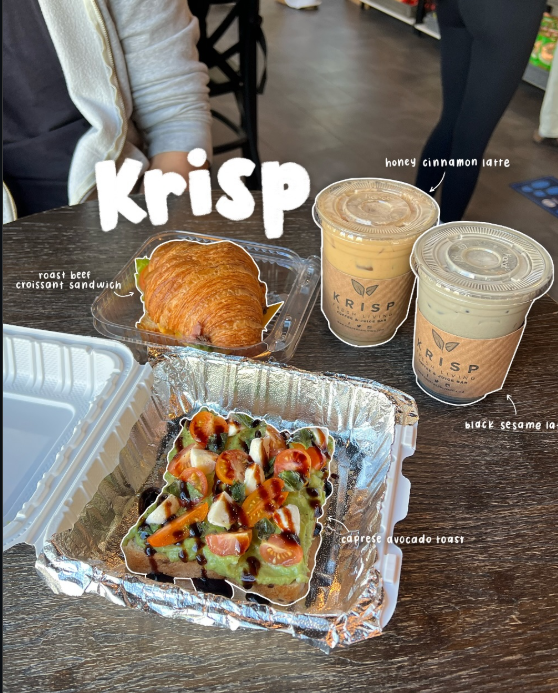 Krisp
honey cinnamon latte
roast beef
croissant sandwich
KRISP
KRISP
black sesame la
caprese avocado toast